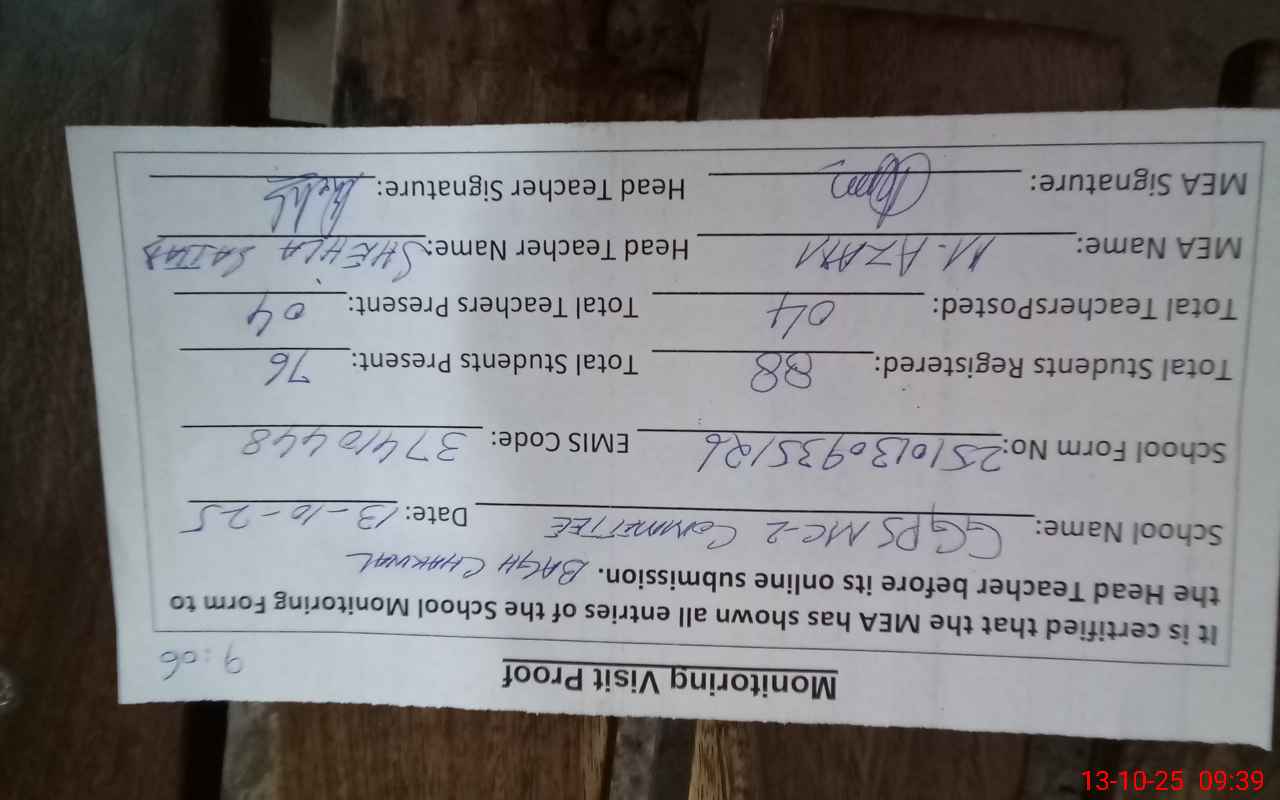 Monitoring Visit Proof
9:06
It is certified that the MEA has shown all entries of the School Monitoring Form to
the Head Teacher before its online submission. BAGH CHAKWAL
School Name: GGPS MC-2 COMMETTEE Date: 13-10-25
School Form No: 25101309935126 EMIS Code: 37410448
Total Students Registered: 88 Total Students Present: 76
Total TeachersPosted: 04 Total Teachers Present: 04
MEA Name: M. AZAM Head Teacher Name: SHEHLA
MEA Signature: Head Teacher Signature:
13-10-25 09:39